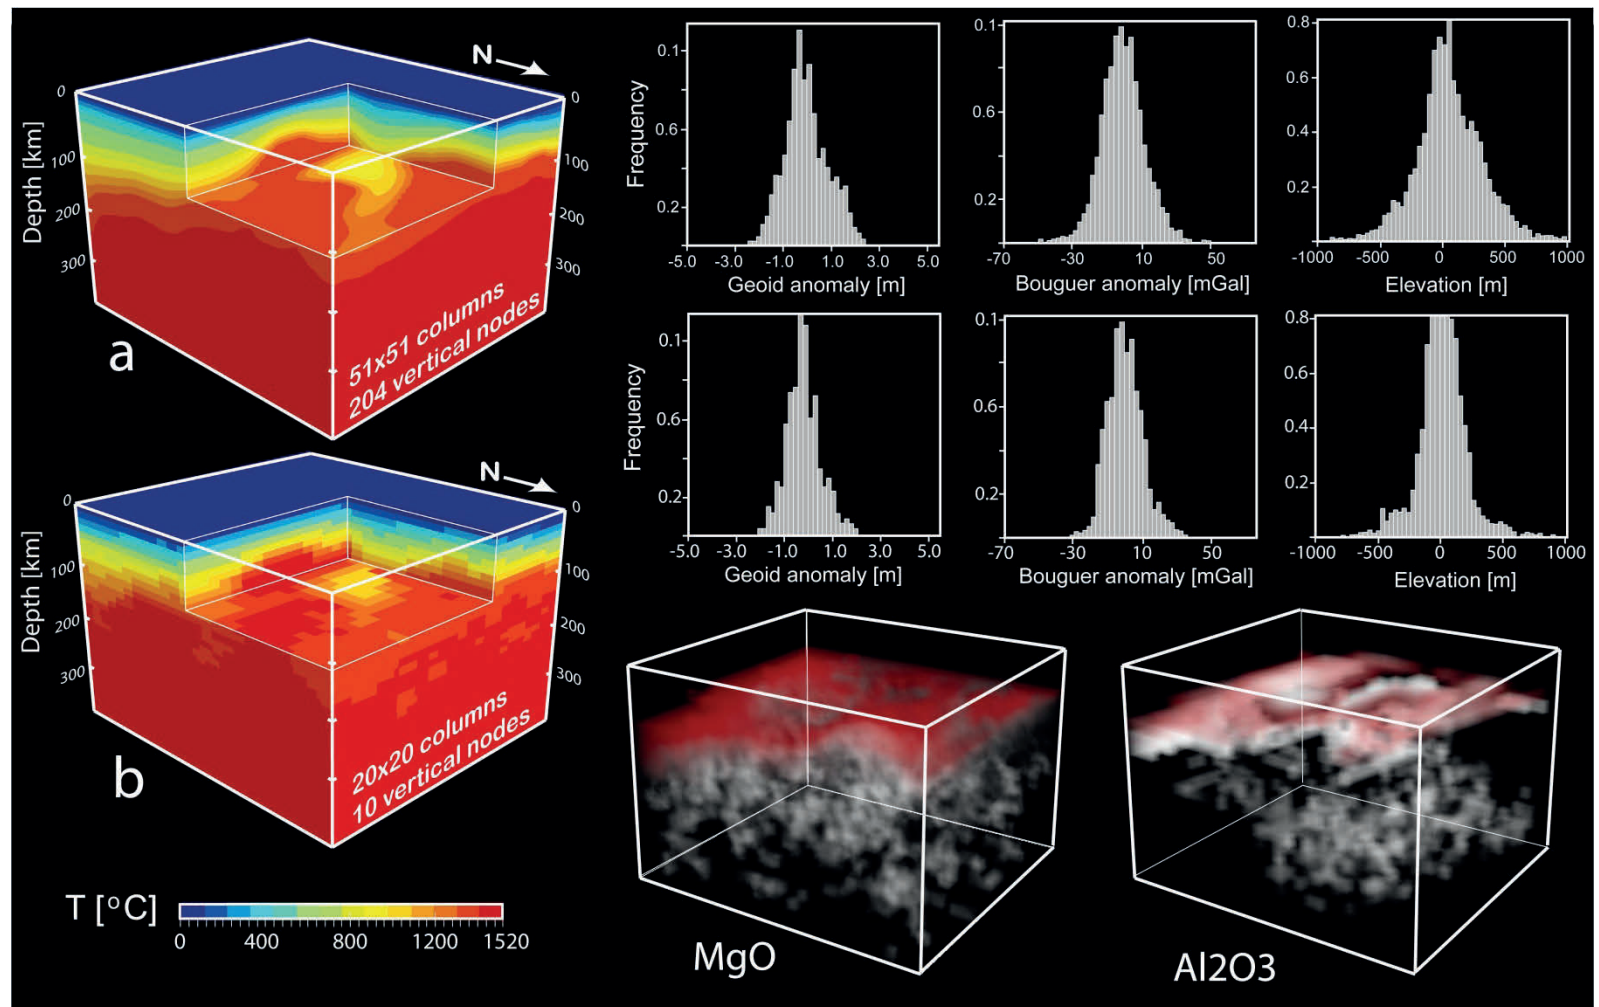 N
0
0
Depth [km]
100
100
200
200
300
300
51x51 columns
204 vertical nodes
a
0.1
0.6
0.2
Frequency
-5.0 -3.0 -1.0 1.0 3.0 5.0
Geoid anomaly [m]
0.1
0.6
0.2
-70 -30 10 50
Bouguer anomaly [mGal]
0.8
0.6
0.4
0.2
-1000 -500 0 500 1000
Elevation [m]
N
0
0
Depth [km]
100
100
200
200
300
300
20x20 columns
10 vertical nodes
b
0.1
0.6
0.2
Frequency
-5.0 -3.0 -1.0 1.0 3.0 5.0
Geoid anomaly [m]
0.1
0.6
0.2
-70 -30 10 50
Bouguer anomaly [mGal]
0.8
0.6
0.4
0.2
-1000 -500 0 500 1000
Elevation [m]
T [°C]
0 400 800 1200 1520
MgO
Al2O3